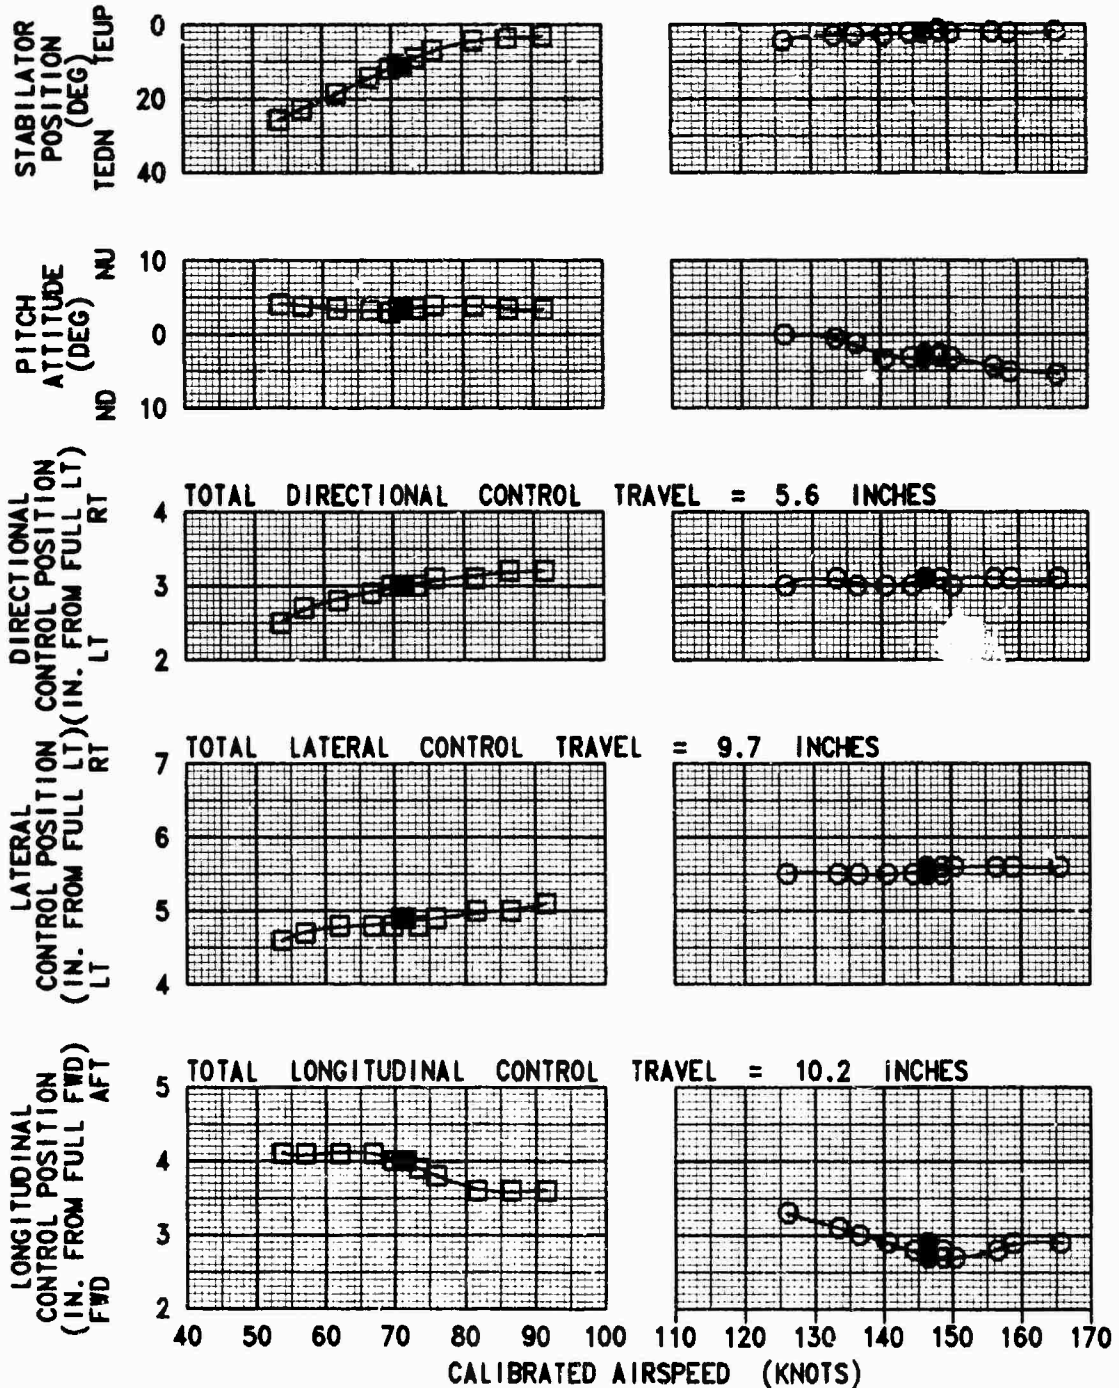 STABILATOR
POSITION
(DEG)
TEDN TEUP
0
20
40
PITCH
ATTITUDE
(DEG)
ND NU
10
0
10
DIRECTIONAL
CONTROL POSITION
(IN. FROM FULL LT)
LT RT
TOTAL DIRECTIONAL CONTROL TRAVEL = 5.6 INCHES
4
3
2
LATERAL
CONTROL POSITION
(IN. FROM FULL LT)
LT RT
TOTAL LATERAL CONTROL TRAVEL = 9.7 INCHES
7
6
5
4
LONGITUDINAL
CONTROL POSITION
(IN. FROM FULL FWD)
FWD AFT
TOTAL LONGITUDINAL CONTROL TRAVEL = 10.2 INCHES
5
4
3
2
40 50 60 70 80 90 100 110 120 130 140 150 160 170
CALIBRATED AIRSPEED (KNOTS)